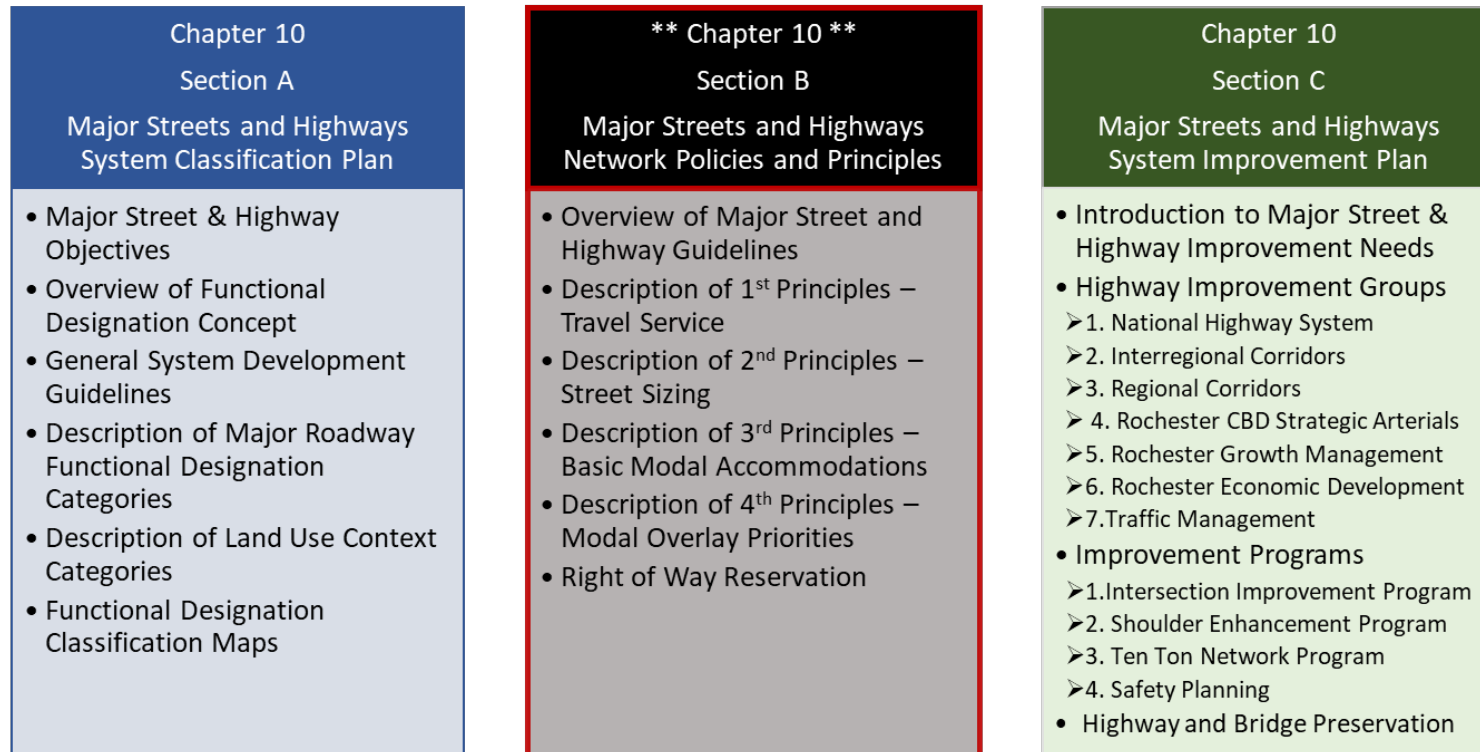 Chapter 10
Section A
Major Streets and Highways
System Classification Plan
• Major Street & Highway
Objectives
• Overview of Functional
Designation Concept
• General System Development
Guidelines
• Description of Major Roadway
Functional Designation
Categories
• Description of Land Use Context
Categories
• Functional Designation
Classification Maps
** Chapter 10 **
Section B
Major Streets and Highways
Network Policies and Principles
• Overview of Major Street and
Highway Guidelines
• Description of 1st Principles –
Travel Service
• Description of 2nd Principles –
Street Sizing
• Description of 3rd Principles –
Basic Modal Accommodations
• Description of 4th Principles –
Modal Overlay Priorities
• Right of Way Reservation
Chapter 10
Section C
Major Streets and Highways
System Improvement Plan
• Introduction to Major Street &
Highway Improvement Needs
• Highway Improvement Groups
➢1. National Highway System
➢2. Interregional Corridors
➢3. Regional Corridors
➢ 4. Rochester CBD Strategic Arterials
➢5. Rochester Growth Management
➢6. Rochester Economic Development
➢7.Traffic Management
• Improvement Programs
➢1.Intersection Improvement Program
➢2. Shoulder Enhancement Program
➢3. Ten Ton Network Program
➢4. Safety Planning
• Highway and Bridge Preservation